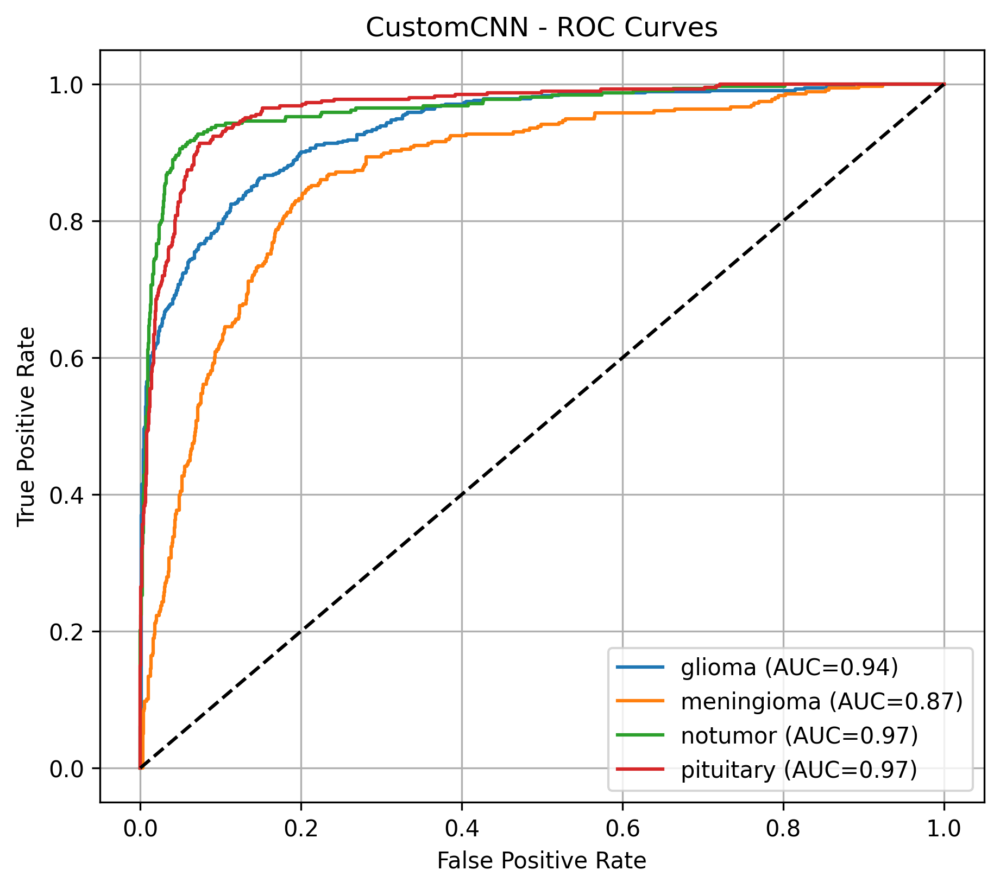 CustomCNN - ROC Curves
True Positive Rate
1.0
0.8
0.6
0.4
0.2
0.0
glioma (AUC=0.94)
meningioma (AUC=0.87)
notumor (AUC=0.97)
pituitary (AUC=0.97)
0.0 0.2 0.4 0.6 0.8 1.0
False Positive Rate